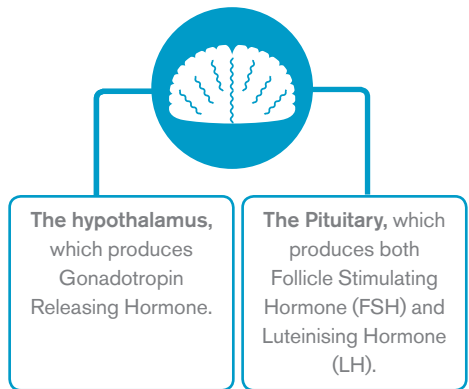 The hypothalamus,
which produces
Gonadotropin
Releasing Hormone.
The Pituitary, which
produces both
Follicle Stimulating
Hormone (FSH) and
Luteinising Hormone
(LH).